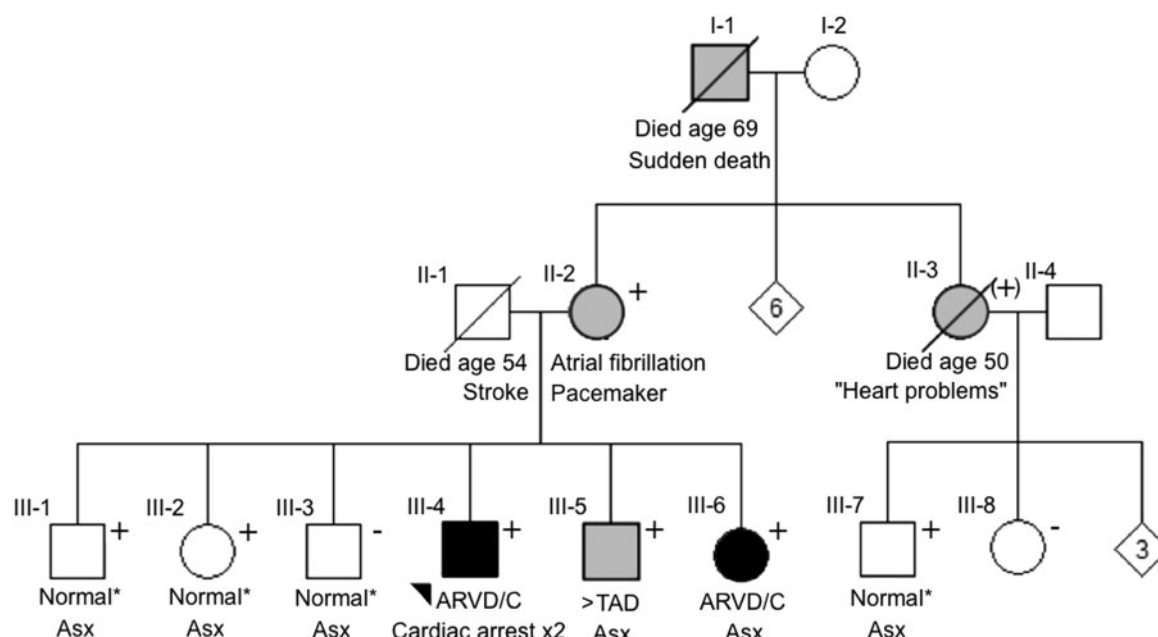 I-1 I-2
Died age 69
Sudden death
II-1 II-2 + 6 II-3 (+) II-4
Died age 54 Atrial fibrillation Died age 50
Stroke Pacemaker "Heart problems"
III-1 + III-2 + III-3 - III-4 + III-5 + III-6 + III-7 + III-8 - 3
Normal* Normal* Normal* ARVD/C >TAD ARVD/C Normal*
Asx Asx Asx Cardiac arrest x2 Asx Asx Asx